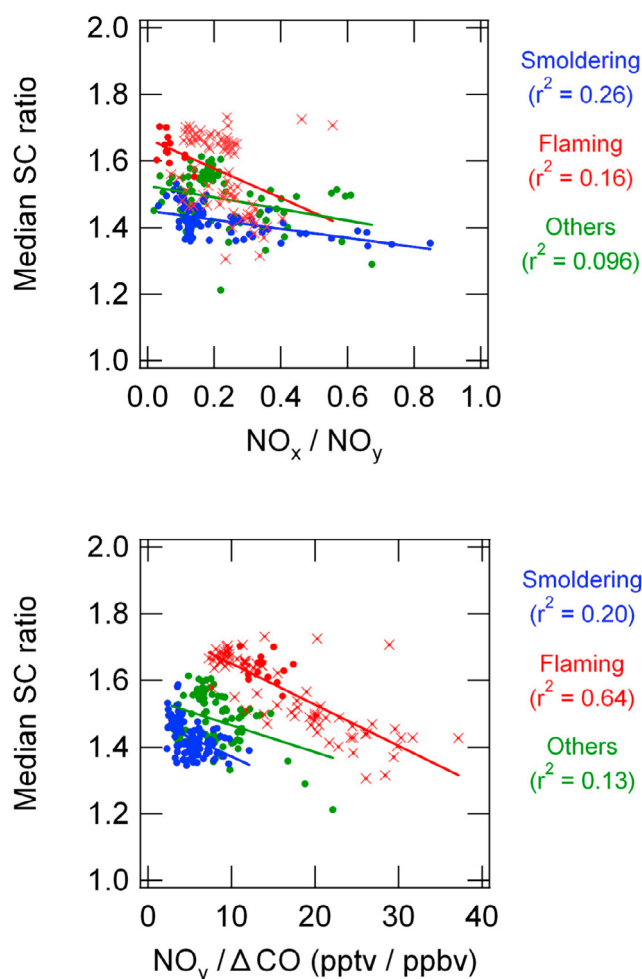 2.0
1.8
1.6
1.4
1.2
1.0
Median SC ratio
0.0 0.2 0.4 0.6 0.8 1.0
NOx / NOy
Smoldering
(r² = 0.26)
Flaming
(r² = 0.16)
Others
(r² = 0.096)
2.0
1.8
1.6
1.4
1.2
1.0
Median SC ratio
0 10 20 30 40
NOy / Δ CO (pptv / ppbv)
Smoldering
(r² = 0.20)
Flaming
(r² = 0.64)
Others
(r² = 0.13)